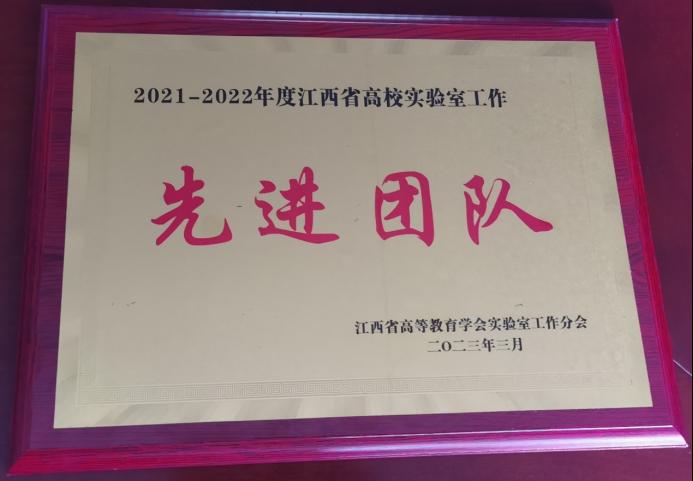 2021-2022年度江西省高校实验室工作
先进团队
江西省高等教育学会实验室工作分会
二〇二三年三月